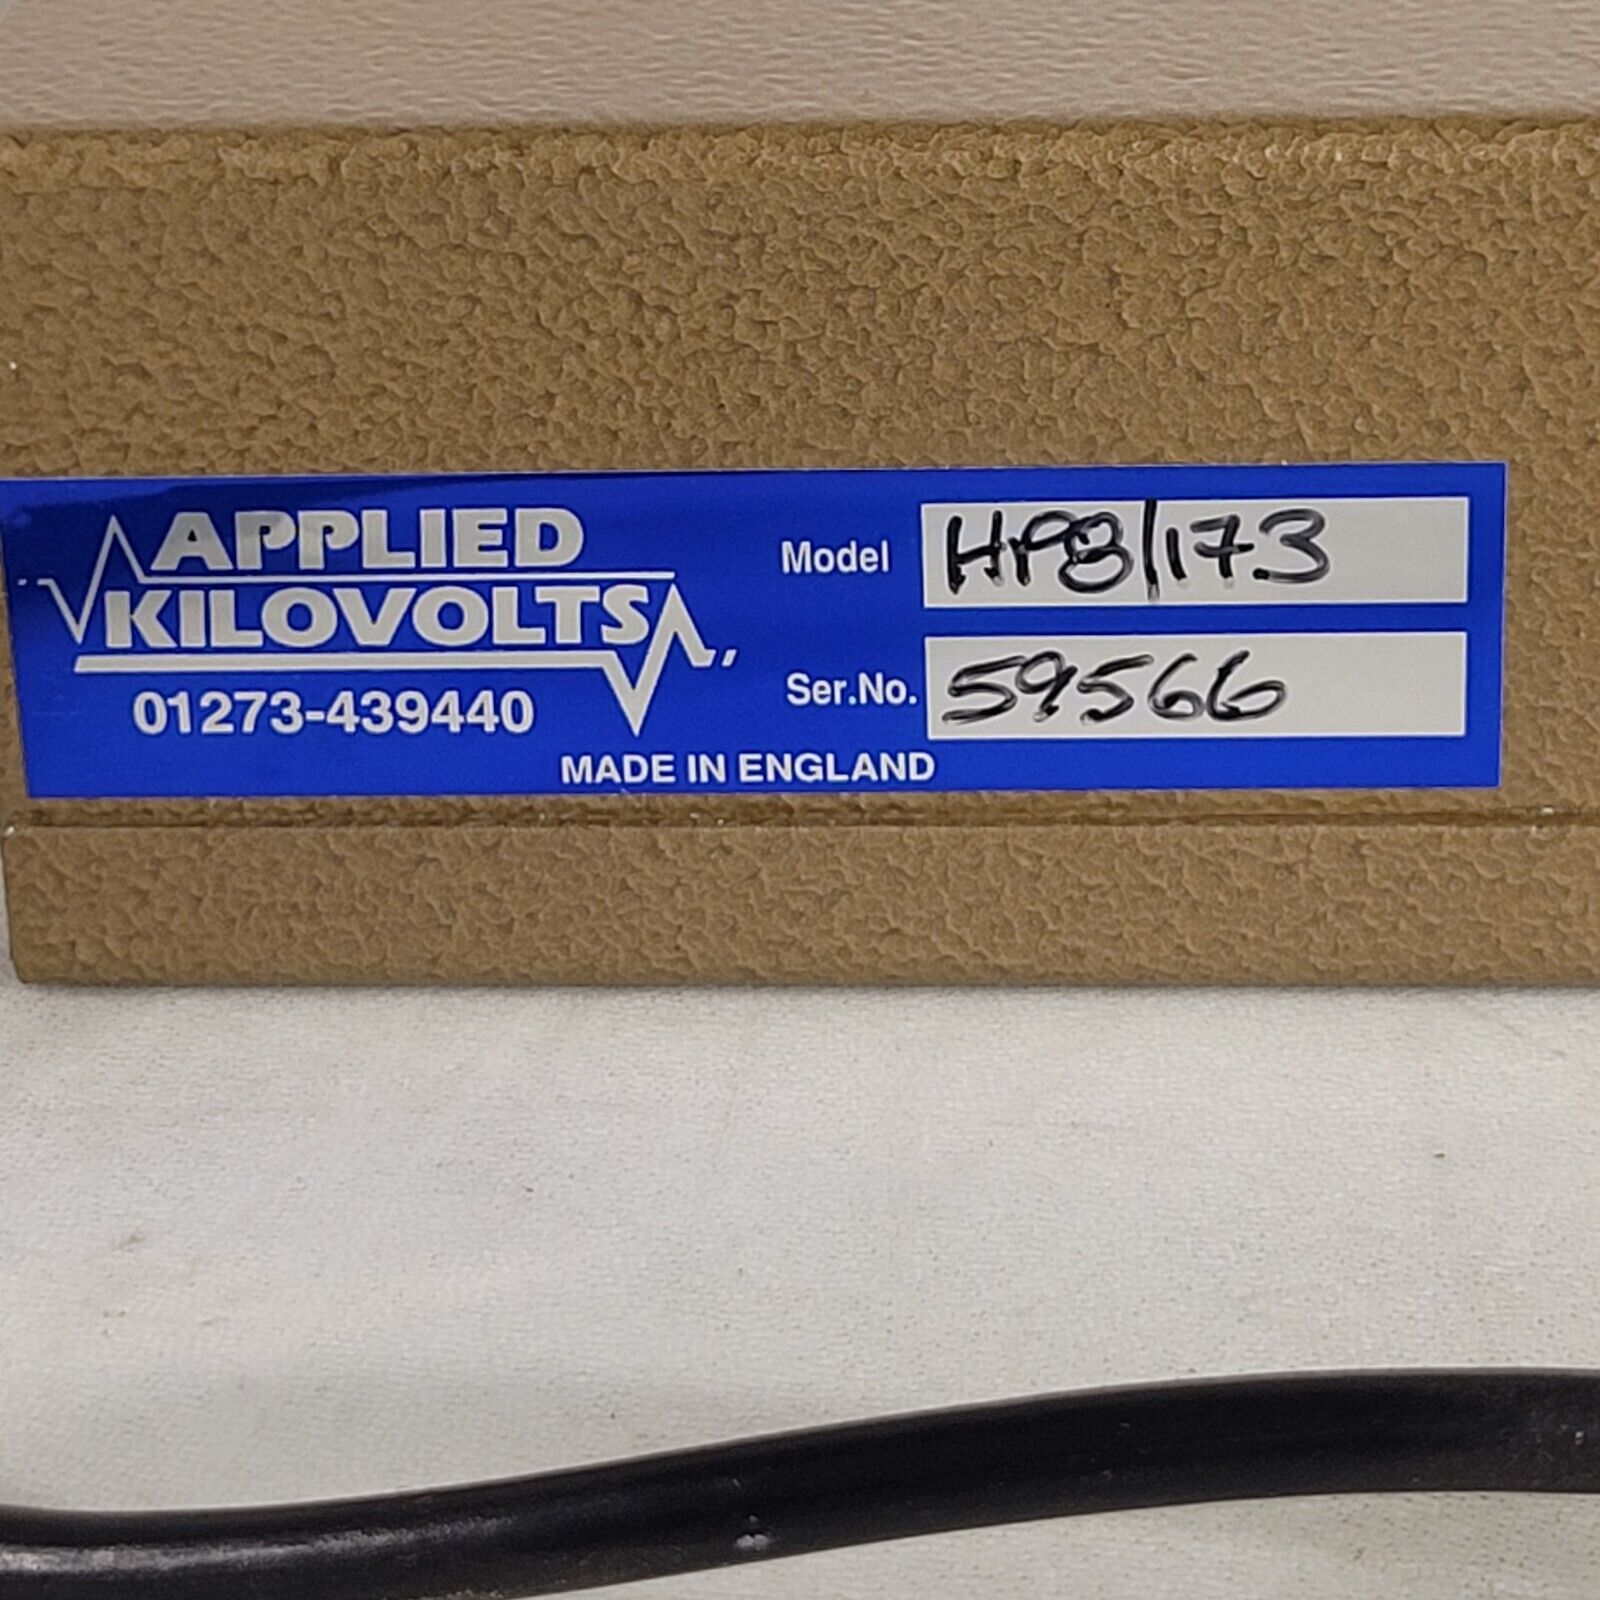 APPLIED
KILOVOLTS
01273-439440
Model HP8/173
Ser.No. 59566
MADE IN ENGLAND